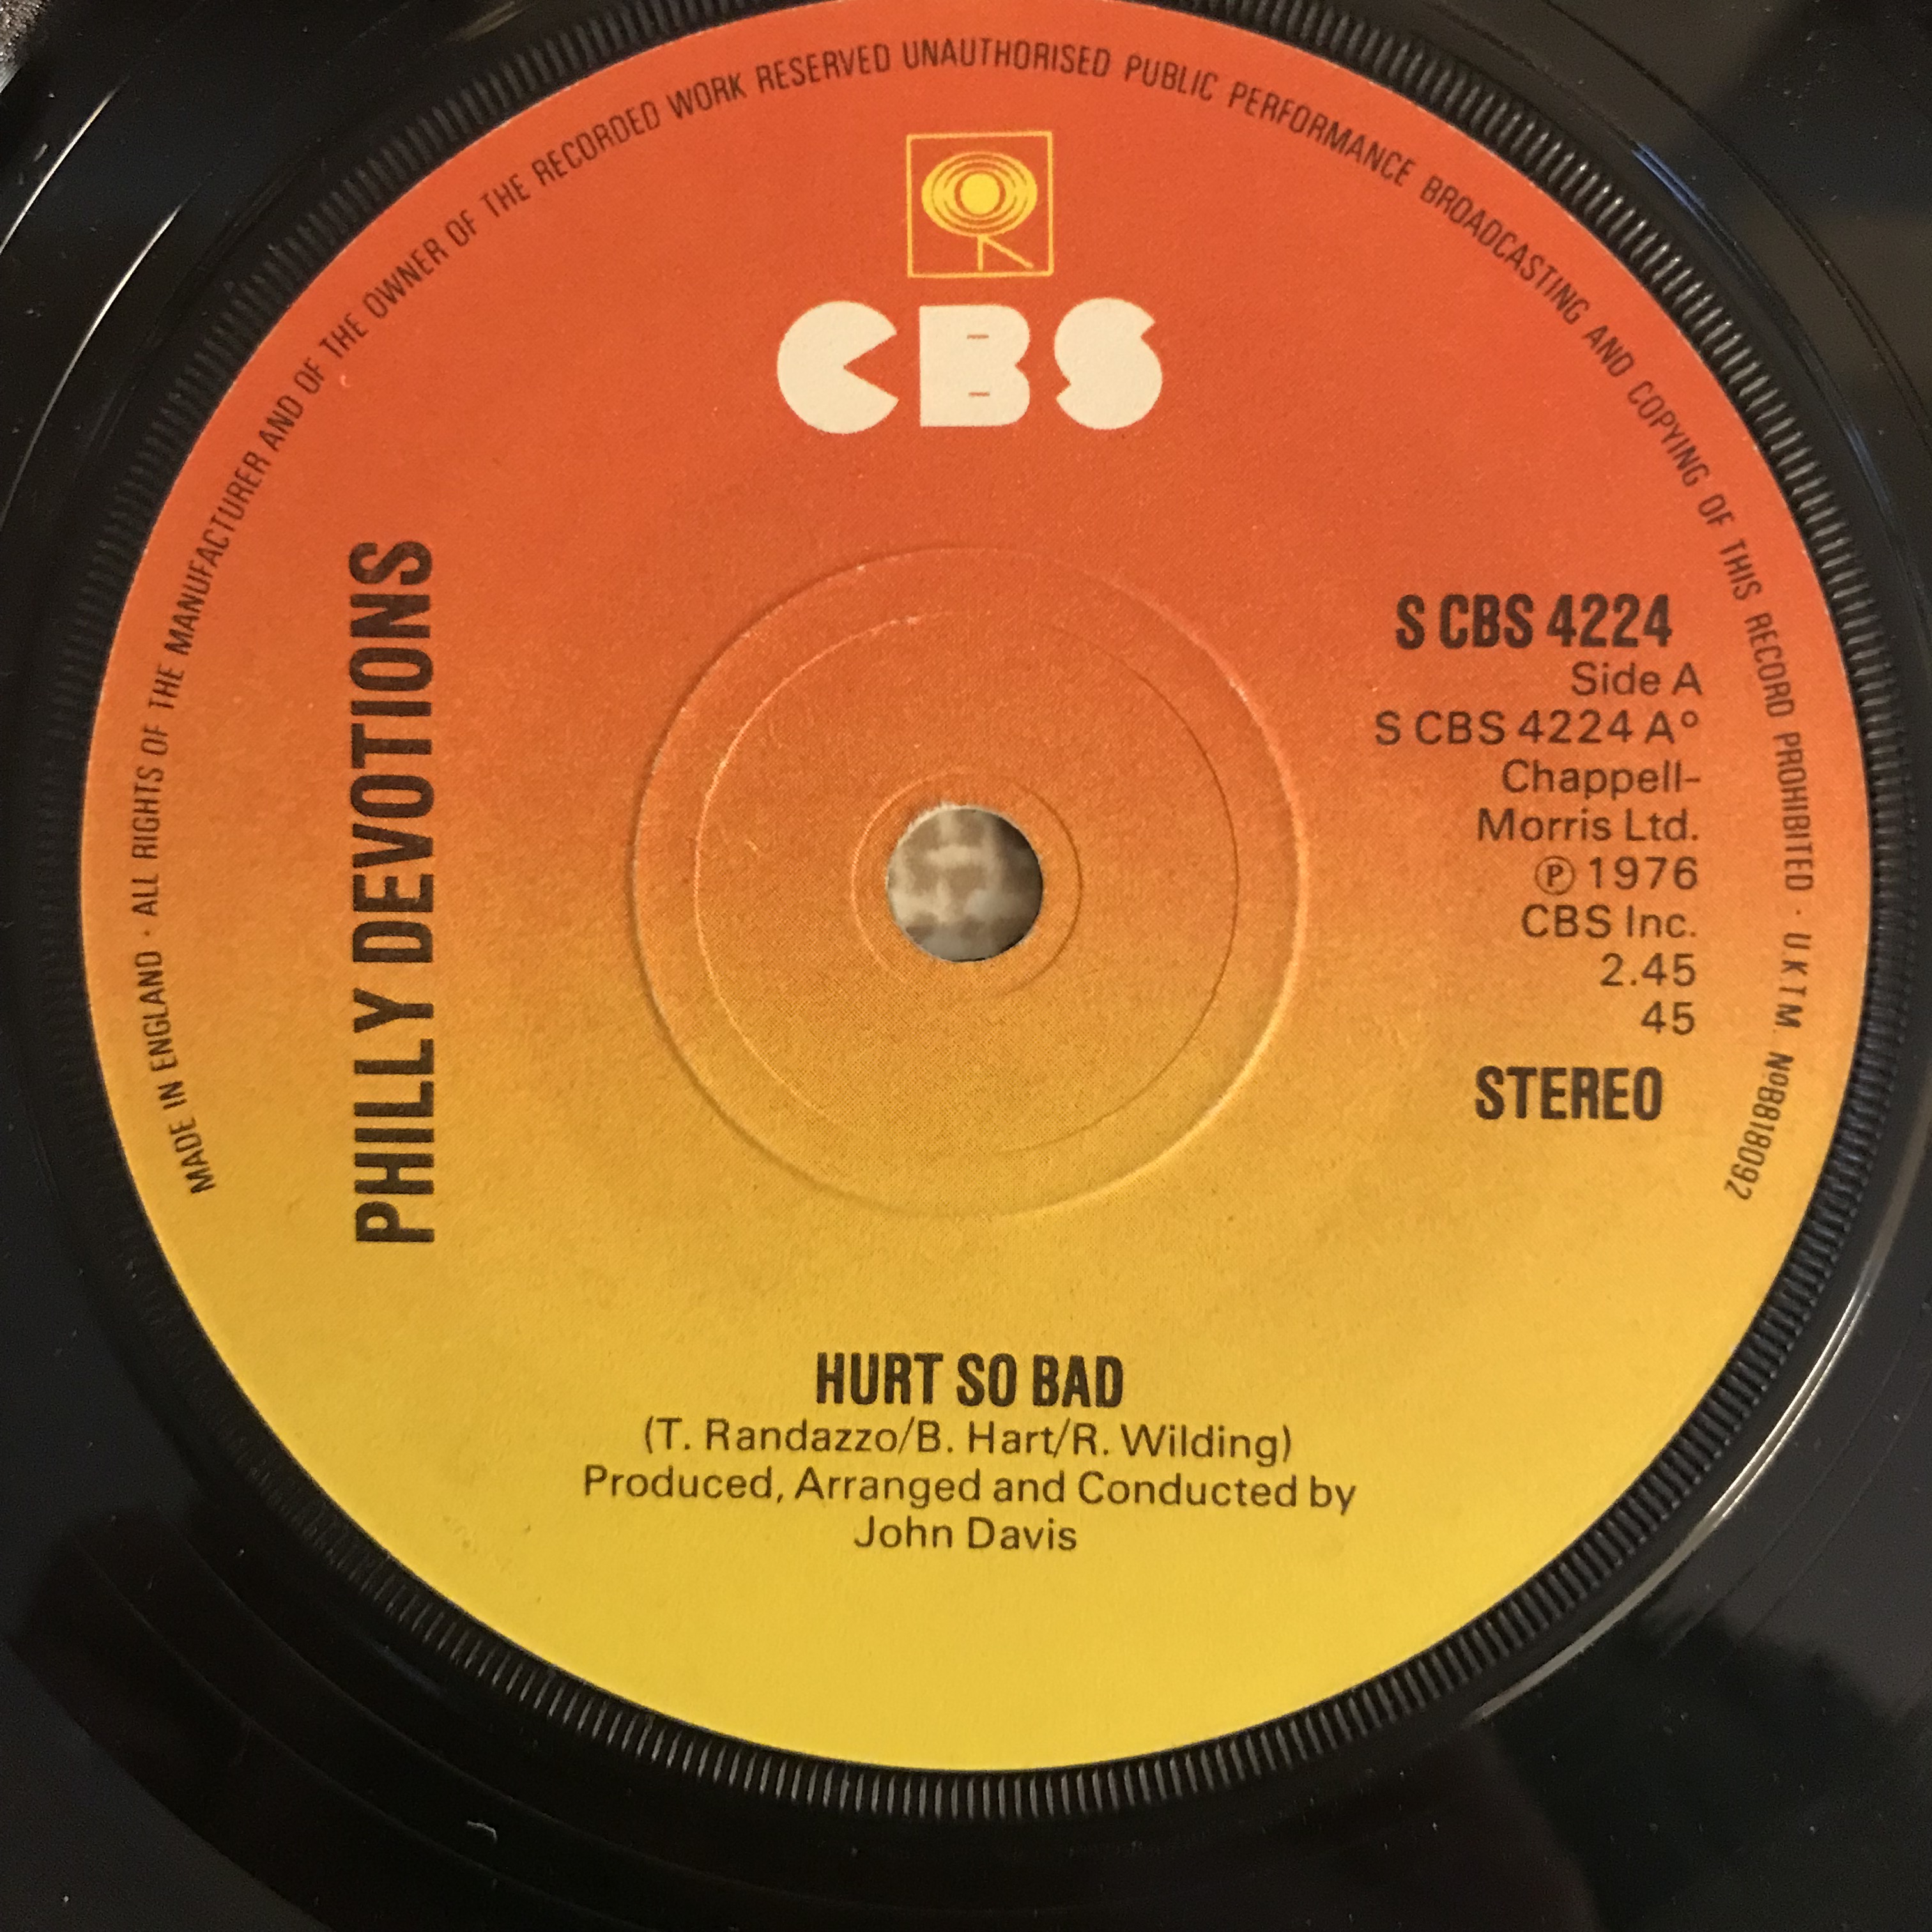 MADE IN ENGLAND · ALL RIGHTS OF THE MANUFACTURER AND OF THE OWNER OF THE RECORDED WORK RESERVED UNAUTHORISED PUBLIC PERFORMANCE BROADCASTING AND COPYING OF THIS RECORD PROHIBITED · U.K.T.M. NoB818092
CBS
PHILLY DEVOTIONS
S CBS 4224
Side A
S CBS 4224 A°
Chappell-
Morris Ltd.
℗ 1976
CBS Inc.
2.45
45
STEREO
HURT SO BAD
(T. Randazzo/B. Hart/R. Wilding)
Produced, Arranged and Conducted by
John Davis